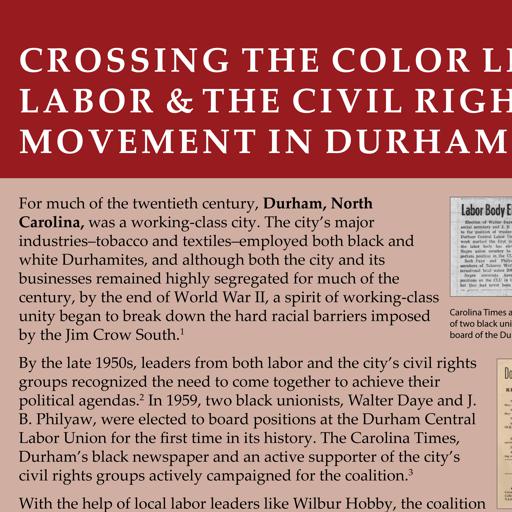 CROSSING THE COLOR
LABOR & THE CIVIL
MOVEMENT IN DURHAM
For much of the twentieth century, Durham, North
Carolina, was a working-class city. The city's major
industries–tobacco and textiles–employed both black and
white Durhamites, and although both the city and its
businesses remained highly segregated for much of the
century, by the end of World War II, a spirit of working-class
unity began to break down the hard racial barriers imposed
by the Jim Crow South.¹
By the late 1950s, leaders from both labor and the city's civil rights
groups recognized the need to come together to achieve their
political agendas.² In 1959, two black unionists, Walter Daye and J.
B. Philyaw, were elected to board positions at the Durham Central
Labor Union for the first time in its history. The Carolina Times,
Durham's black newspaper and an active supporter of the city's
civil rights groups actively campaigned for the coalition.³
With the help of local labor leaders like Wilbur Hobby, the coalition
Labor Body
Carolina Times
of two black
board of the